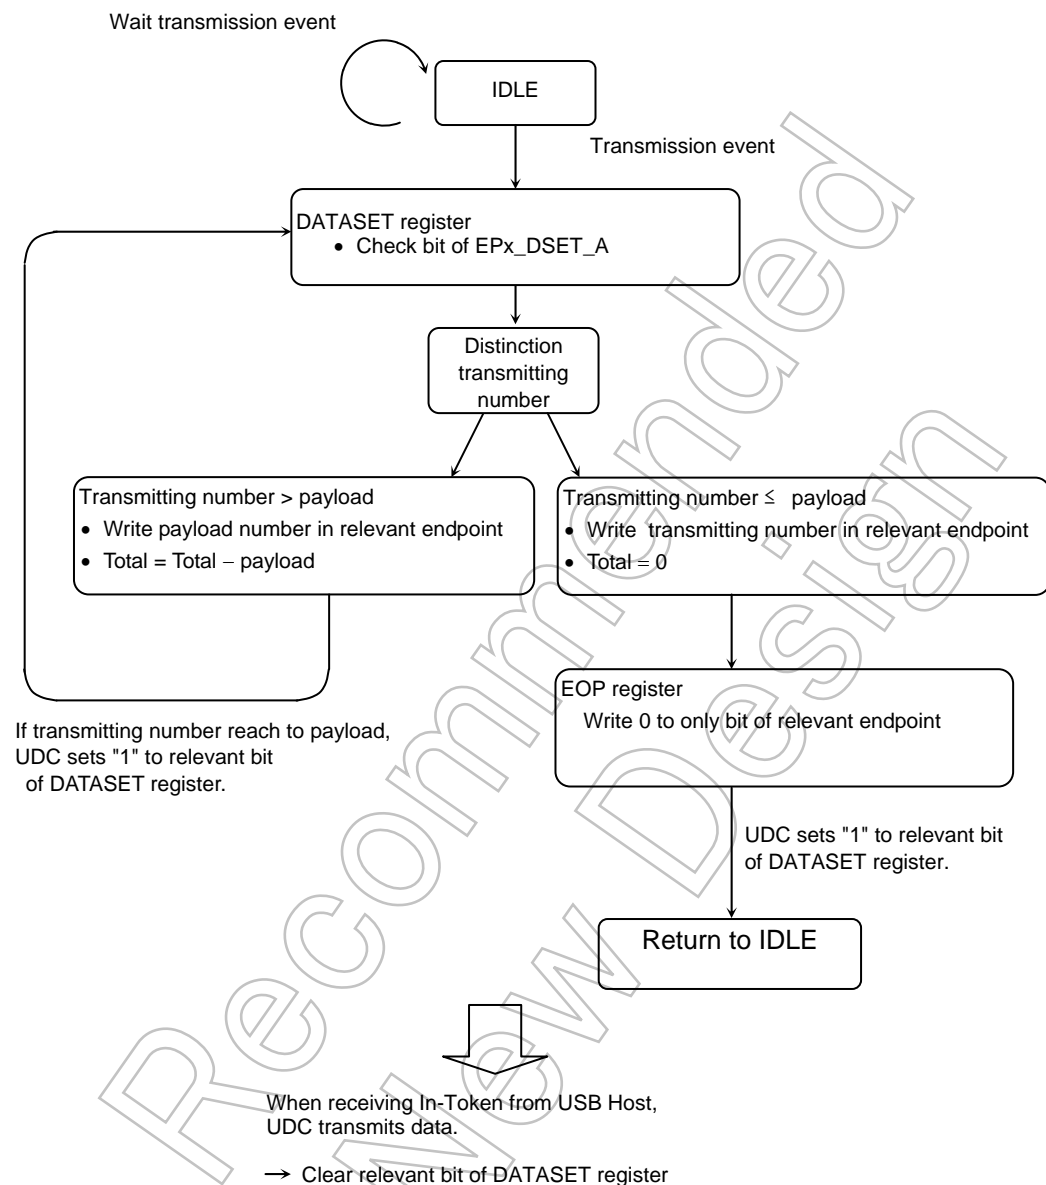 Wait transmission event
IDLE
Transmission event
DATASET register
• Check bit of EPx_DSET_A
Distinction
transmitting
number
Transmitting number > payload
• Write payload number in relevant endpoint
• Total = Total − payload
Transmitting number ≤ payload
• Write transmitting number in relevant endpoint
• Total = 0
If transmitting number reach to payload,
UDC sets "1" to relevant bit
of DATASET register.
EOP register
Write 0 to only bit of relevant endpoint
UDC sets "1" to relevant bit
of DATASET register.
Return to IDLE
When receiving In-Token from USB Host,
UDC transmits data.
→ Clear relevant bit of DATASET register
Recommended
New Design